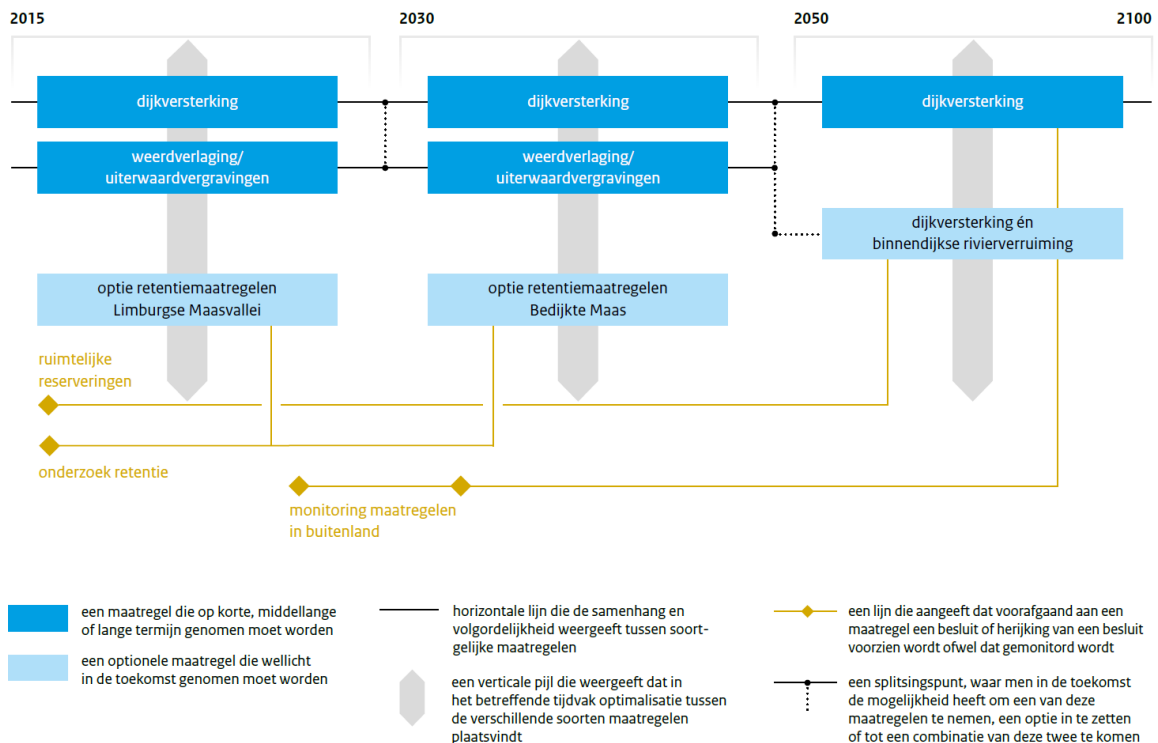 2015
2030
2050
2100
dijkversterking
dijkversterking
dijkversterking
weerdverlaging/
uiterwaardvergravingen
weerdverlaging/
uiterwaardvergravingen
dijkversterking én
binnendijkse rivierverruiming
optie retentiemaatregelen
Limburgse Maasvallei
optie retentiemaatregelen
Bedijkte Maas
ruimtelijke
reserveringen
onderzoek retentie
monitoring maatregelen
in buitenland
een maatregel die op korte, middellange
of lange termijn genomen moet worden
een optionele maatregel die wellicht
in de toekomst genomen moet worden
horizontale lijn die de samenhang en
volgordelijkheid weergeeft tussen soort-
gelijke maatregelen
een verticale pijl die weergeeft dat in
het betreffende tijdvak optimalisatie tussen
de verschillende soorten maatregelen
plaatsvindt
een lijn die aangeeft dat voorafgaand aan een
maatregel een besluit of herijking van een besluit
voorzien wordt ofwel dat gemonitord wordt
een splitsingspunt, waar men in de toekomst
de mogelijkheid heeft om een van deze
maatregelen te nemen, een optie in te zetten
of tot een combinatie van deze twee te komen